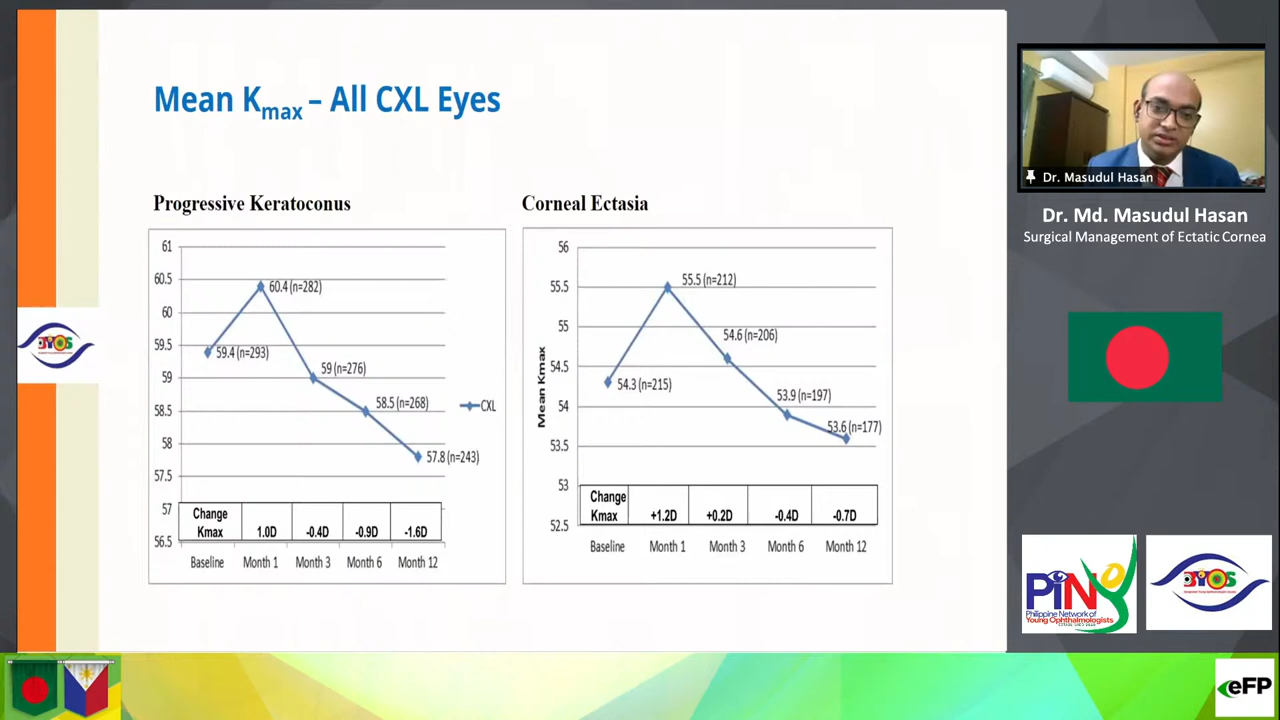 Mean Kmax – All CXL Eyes
Progressive Keratoconus
61
60.5
60
59.5
59
58.5
58
57.5
57
56.5
60.4 (n=282)
59.4 (n=293)
59 (n=276)
58.5 (n=268)
57.8 (n=243)
CXL
Change Kmax
1.0D
-0.4D
-0.9D
-1.6D
Baseline
Month 1
Month 3
Month 6
Month 12
Corneal Ectasia
Mean Kmax
56
55.5
55
54.5
54
53.5
53
52.5
55.5 (n=212)
54.6 (n=206)
54.3 (n=215)
53.9 (n=197)
53.6 (n=177)
Change Kmax
+1.2D
+0.2D
-0.4D
-0.7D
Baseline
Month 1
Month 3
Month 6
Month 12
Dr. Masudul Hasan
Dr. Md. Masudul Hasan
Surgical Management of Ectatic Cornea
PiNY
Philippine Network of
Young Ophthalmologists
BYOS
BYOS
eFP